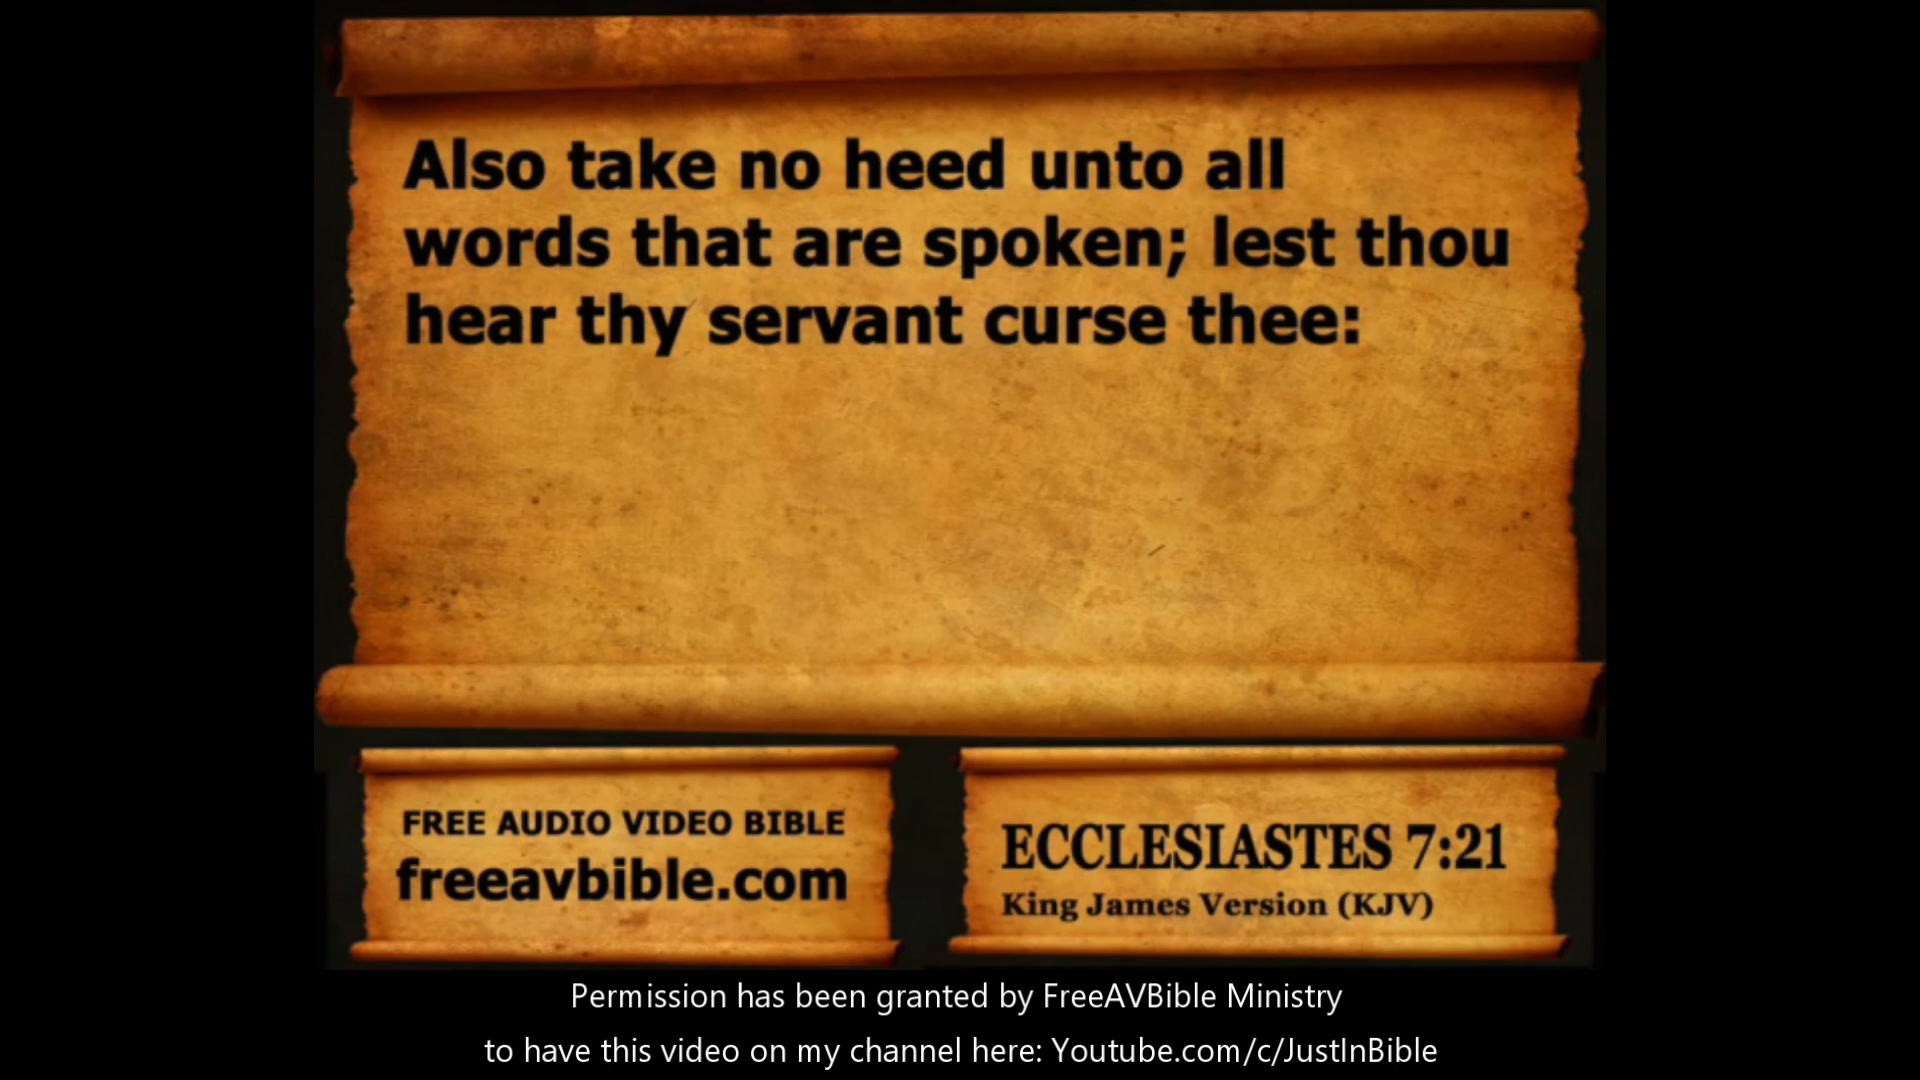 Also take no heed unto all
words that are spoken; lest thou
hear thy servant curse thee:
FREE AUDIO VIDEO BIBLE
freeavbible.com
ECCLESIASTES 7:21
King James Version (KJV)
Permission has been granted by FreeAVBible Ministry
to have this video on my channel here: Youtube.com/c/JustInBible